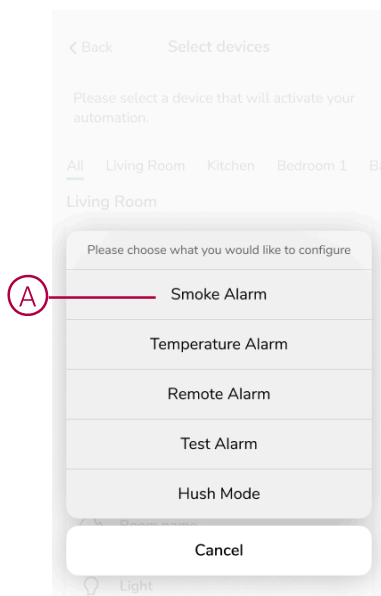 Back
Select devices
Please select a device that will activate your
automation.
All Living Room Kitchen Bedroom 1 Ba
Living Room
Please choose what you would like to configure
A
Smoke Alarm
Temperature Alarm
Remote Alarm
Test Alarm
Hush Mode
Room name
Cancel
Light